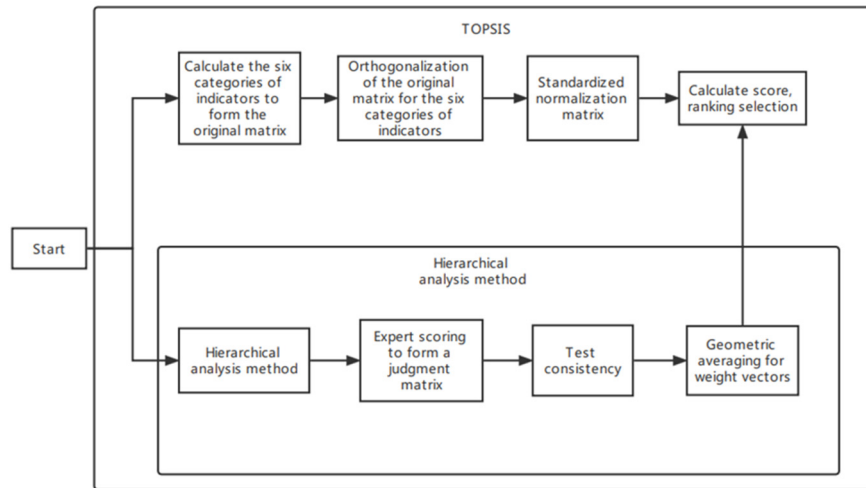 TOPSIS
Calculate the six
categories of
indicators to
form the
original matrix
Orthogonalization
of the original
matrix for the six
categories of
indicators
Standardized
normalization
matrix
Calculate score,
ranking selection
Start
Hierarchical
analysis method
Hierarchical
analysis method
Expert scoring
to form a
judgment
matrix
Test
consistency
Geometric
averaging for
weight vectors